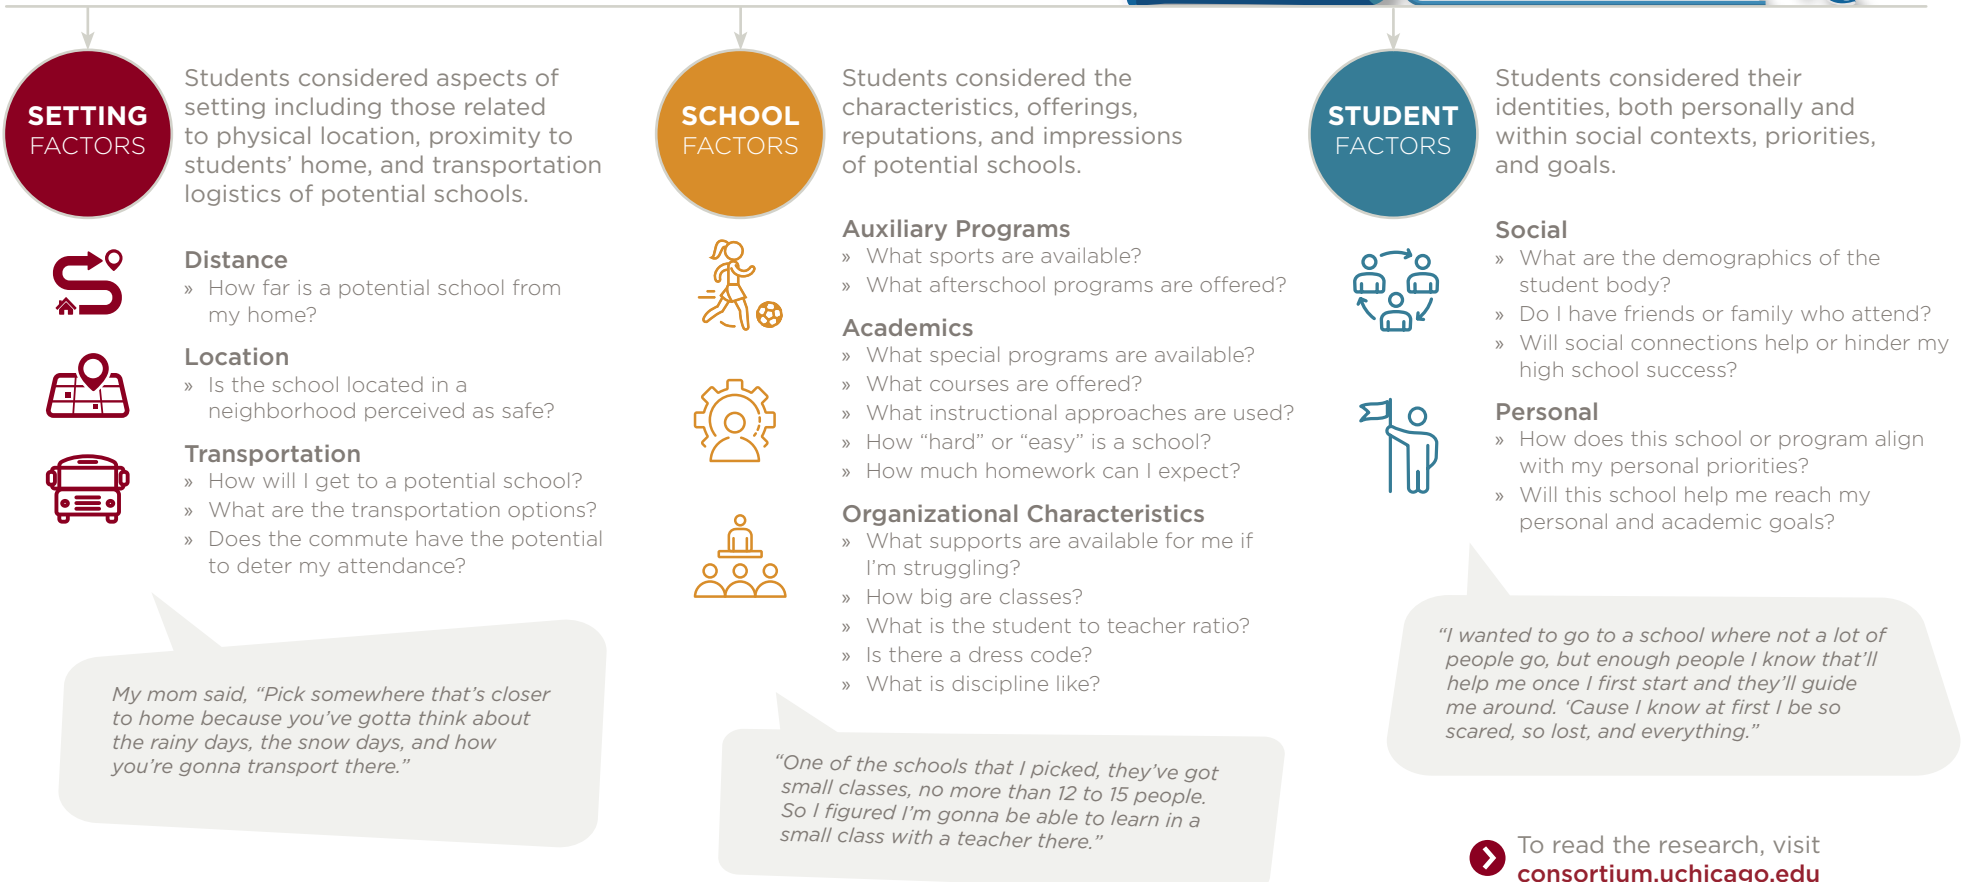 SETTING
FACTORS
Students considered aspects of
setting including those related
to physical location, proximity to
students’ home, and transportation
logistics of potential schools.
Distance
» How far is a potential school from
my home?
Location
» Is the school located in a
neighborhood perceived as safe?
Transportation
» How will I get to a potential school?
» What are the transportation options?
» Does the commute have the potential
to deter my attendance?
My mom said, “Pick somewhere that’s closer
to home because you’ve gotta think about
the rainy days, the snow days, and how
you’re gonna transport there.”
SCHOOL
FACTORS
Students considered the
characteristics, offerings,
reputations, and impressions
of potential schools.
Auxiliary Programs
» What sports are available?
» What afterschool programs are offered?
Academics
» What special programs are available?
» What courses are offered?
» What instructional approaches are used?
» How “hard” or “easy” is a school?
» How much homework can I expect?
Organizational Characteristics
» What supports are available for me if
I’m struggling?
» How big are classes?
» What is the student to teacher ratio?
» Is there a dress code?
» What is discipline like?
“One of the schools that I picked, they’ve got
small classes, no more than 12 to 15 people.
So I figured I’m gonna be able to learn in a
small class with a teacher there.”
STUDENT
FACTORS
Students considered their
identities, both personally and
within social contexts, priorities,
and goals.
Social
» What are the demographics of the
student body?
» Do I have friends or family who attend?
» Will social connections help or hinder my
high school success?
Personal
» How does this school or program align
with my personal priorities?
» Will this school help me reach my
personal and academic goals?
“I wanted to go to a school where not a lot of
people go, but enough people I know that’ll
help me once I first start and they’ll guide
me around. ‘Cause I know at first I be so
scared, so lost, and everything.”
To read the research, visit
consortium.uchicago.edu